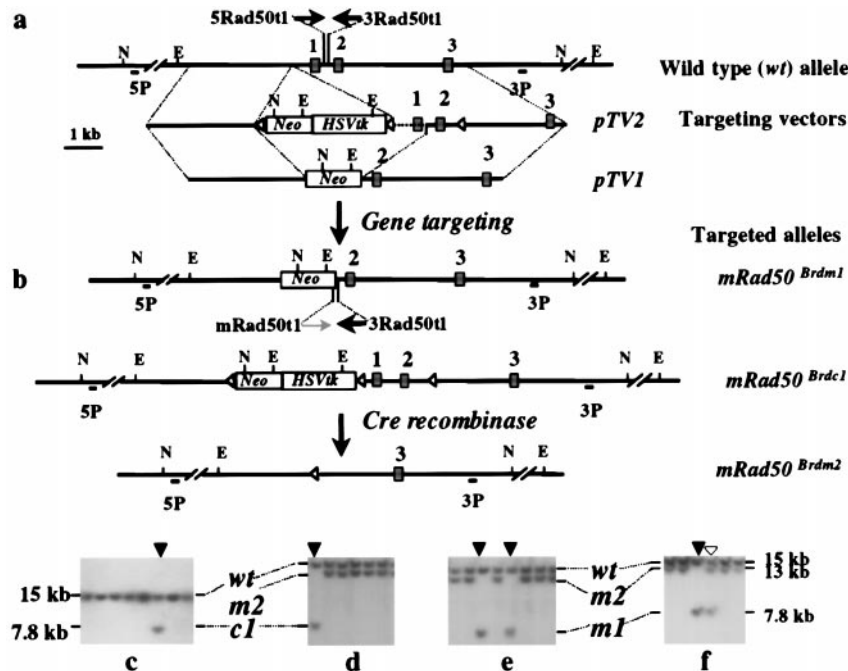 a
5Rad50t1 3Rad50t1
N E 1 2 3 N E
5P 3P
Wild type (wt) allele
N E E 1 2 3
Neo HSVtk
pTV2 Targeting vectors
1 kb
N E 2 3
Neo
pTV1
Gene targeting
Targeted alleles
b
N E N E 2 3 N E
Neo
5P 3P
mRad50 Brdm1
mRad50t1 3Rad50t1
N E N E E 1 2 3 N E
Neo HSVtk
5P 3P
mRad50 Brdc1
Cre recombinase
N E 3 N E
5P 3P
mRad50 Brdm2
15 kb
7.8 kb
wt
m2
c1
wt
m2
m1
15 kb
13 kb
7.8 kb
c d e f